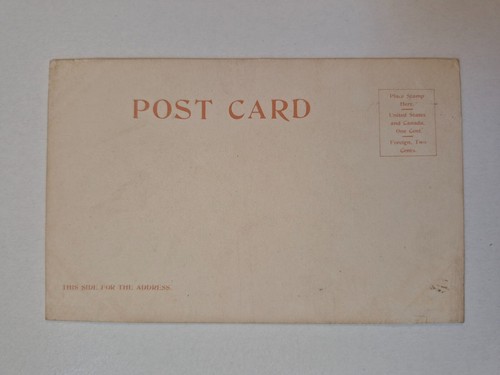 POST CARD
Place Stamp
Here
United States
and Canada
One Cent
Foreign, Two
Cents.
THIS SIDE FOR THE ADDRESS.